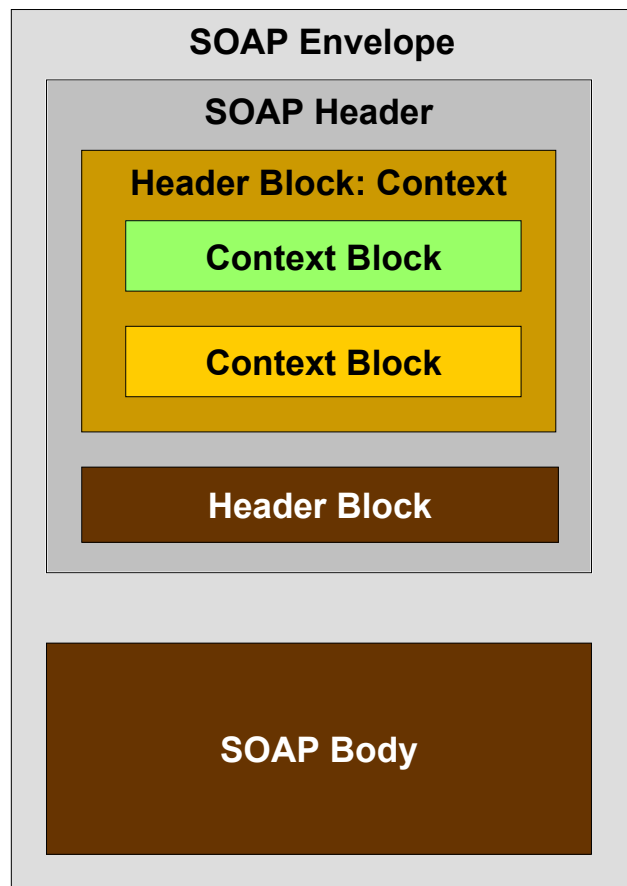 SOAP Envelope
SOAP Header
Header Block: Context
Context Block
Context Block
Header Block
SOAP Body